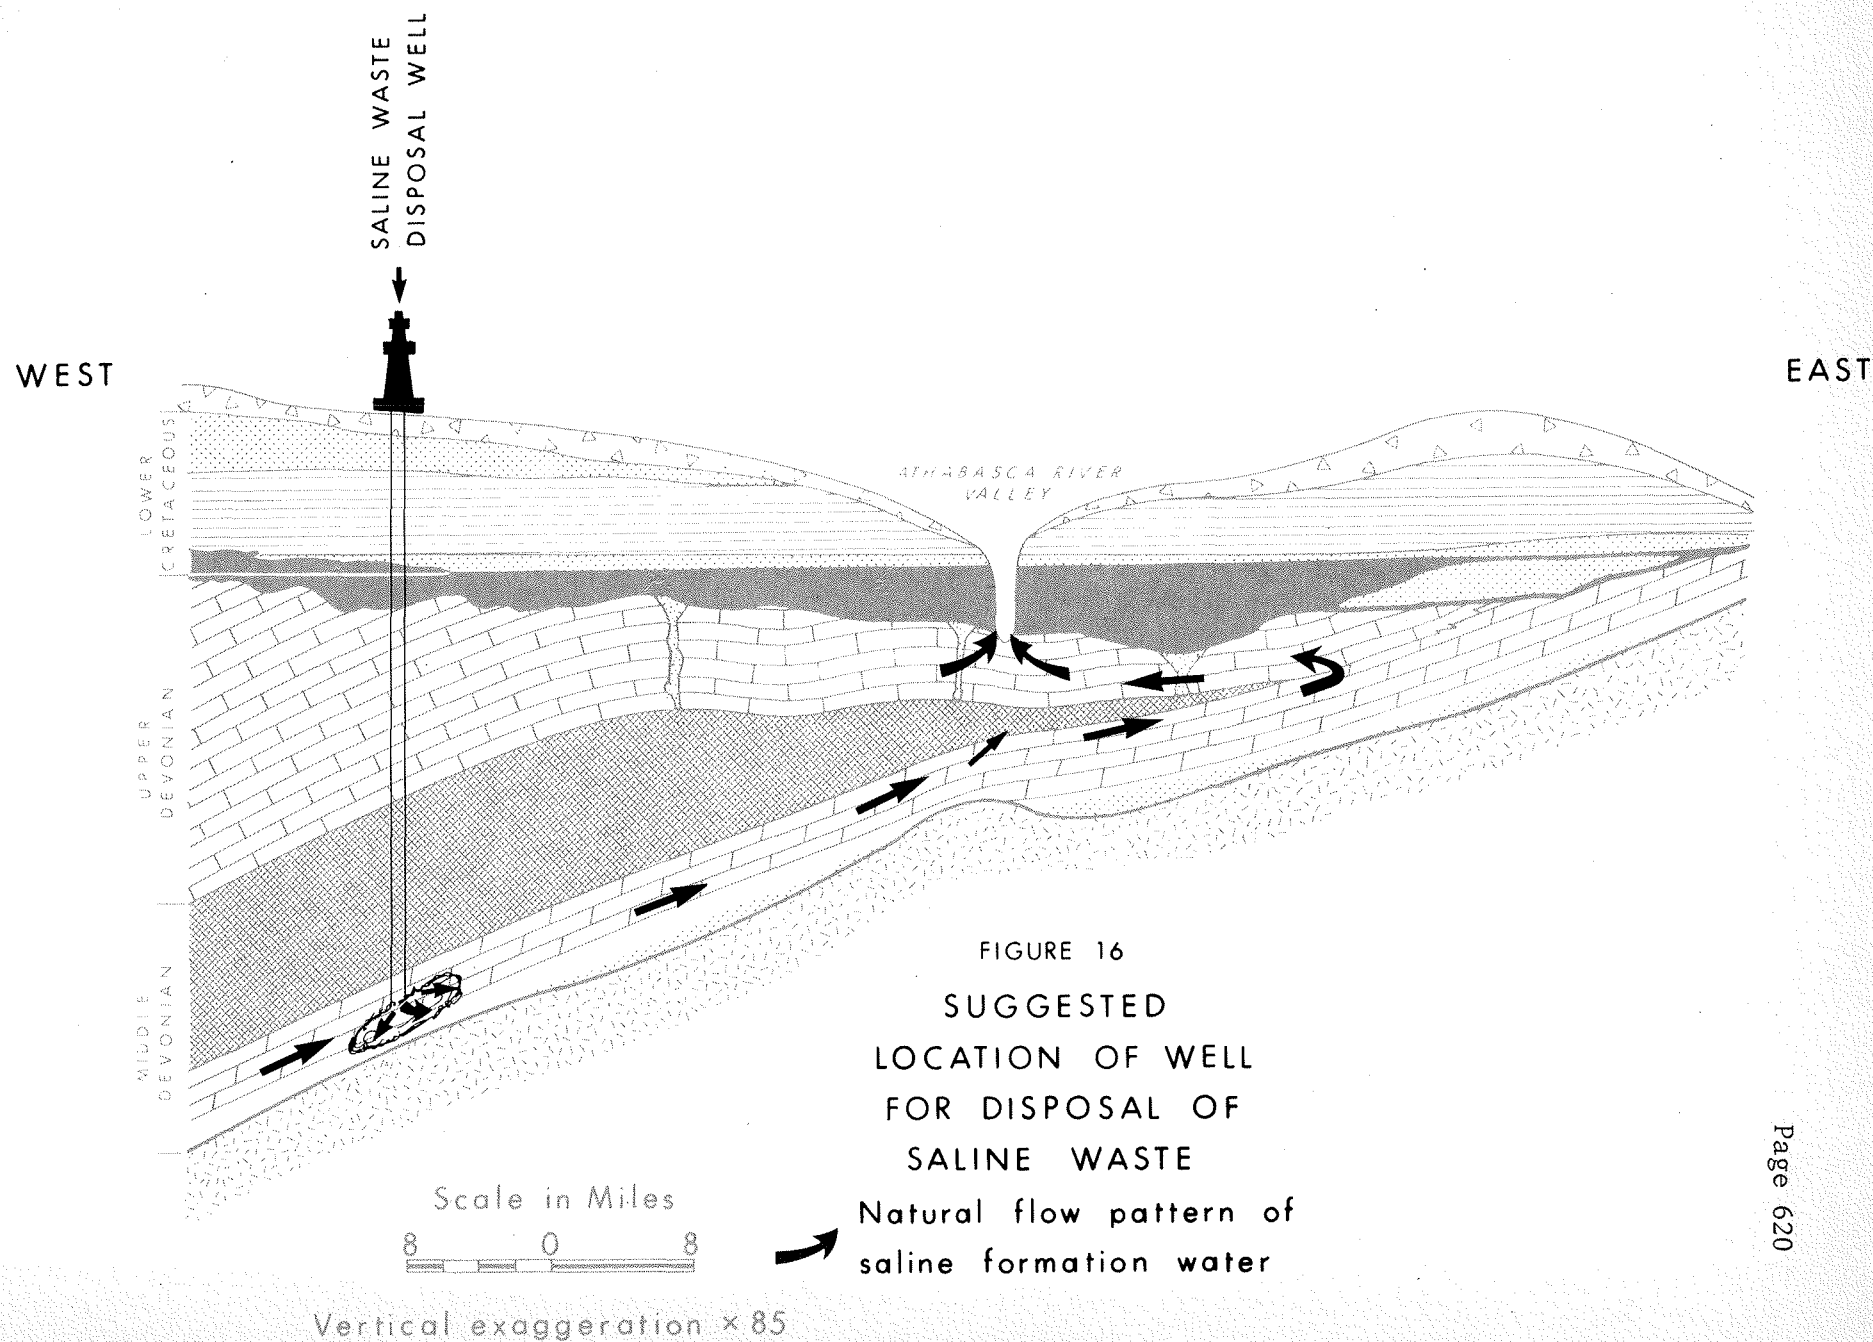 SALINE WASTE
DISPOSAL WELL
WEST
EAST
LOWER
CRETACEOUS
ATHABASCA RIVER
VALLEY
UPPER
DEVONIAN
MIDDLE
DEVONIAN
FIGURE 16
SUGGESTED
LOCATION OF WELL
FOR DISPOSAL OF
SALINE WASTE
Natural flow pattern of
saline formation water
Scale in Miles
8 0 8
Vertical exaggeration × 85
Page 620